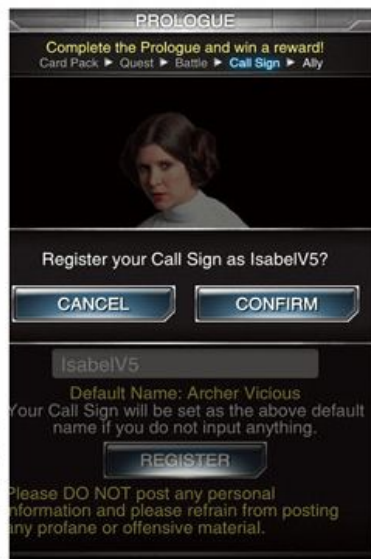 PROLOGUE
Complete the Prologue and win a reward!
Card Pack ► Quest ► Battle ► Call Sign ► Ally
Register your Call Sign as IsabelV5?
CANCEL
CONFIRM
IsabelV5
Default Name: Archer Vicious
Your Call Sign will be set as the above default
name if you do not input anything.
REGISTER
Please DO NOT post any personal
information and please refrain from posting
any profane or offensive material.